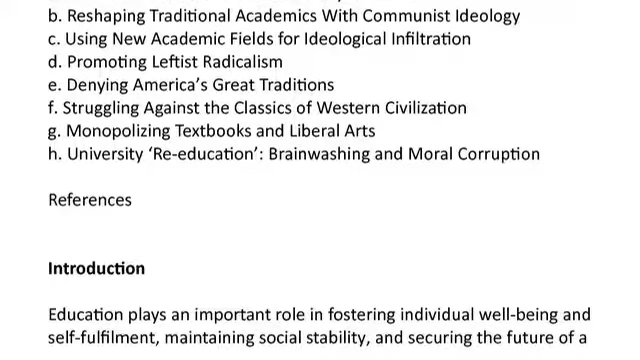 b. Reshaping Traditional Academics With Communist Ideology
c. Using New Academic Fields for Ideological Infiltration
d. Promoting Leftist Radicalism
e. Denying America’s Great Traditions
f. Struggling Against the Classics of Western Civilization
g. Monopolizing Textbooks and Liberal Arts
h. University ‘Re-education’: Brainwashing and Moral Corruption
References
Introduction
Education plays an important role in fostering individual well-being and
self-fulfilment, maintaining social stability, and securing the future of a